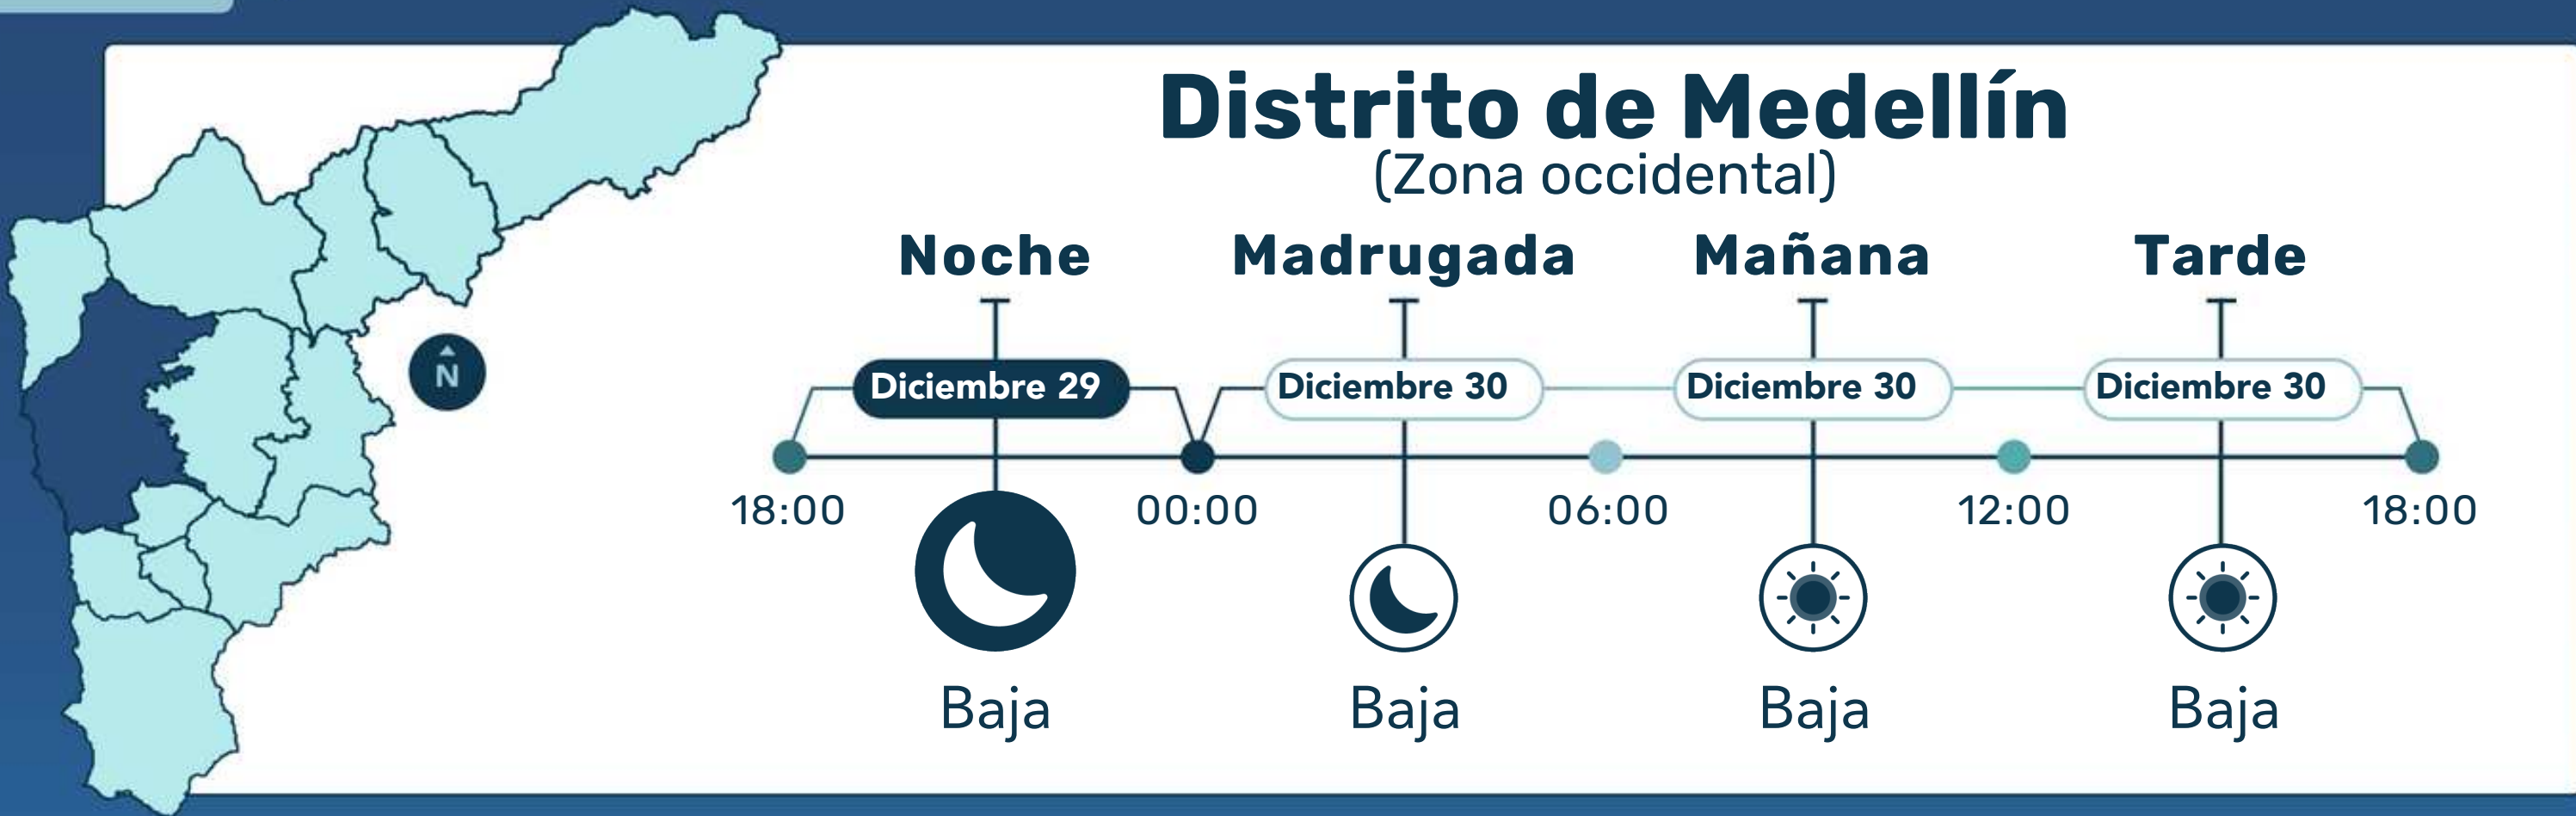 Distrito de Medellín
(Zona occidental)
Noche Madrugada Mañana Tarde
N
Diciembre 29 Diciembre 30 Diciembre 30 Diciembre 30
18:00 00:00 06:00 12:00 18:00
Baja Baja Baja Baja